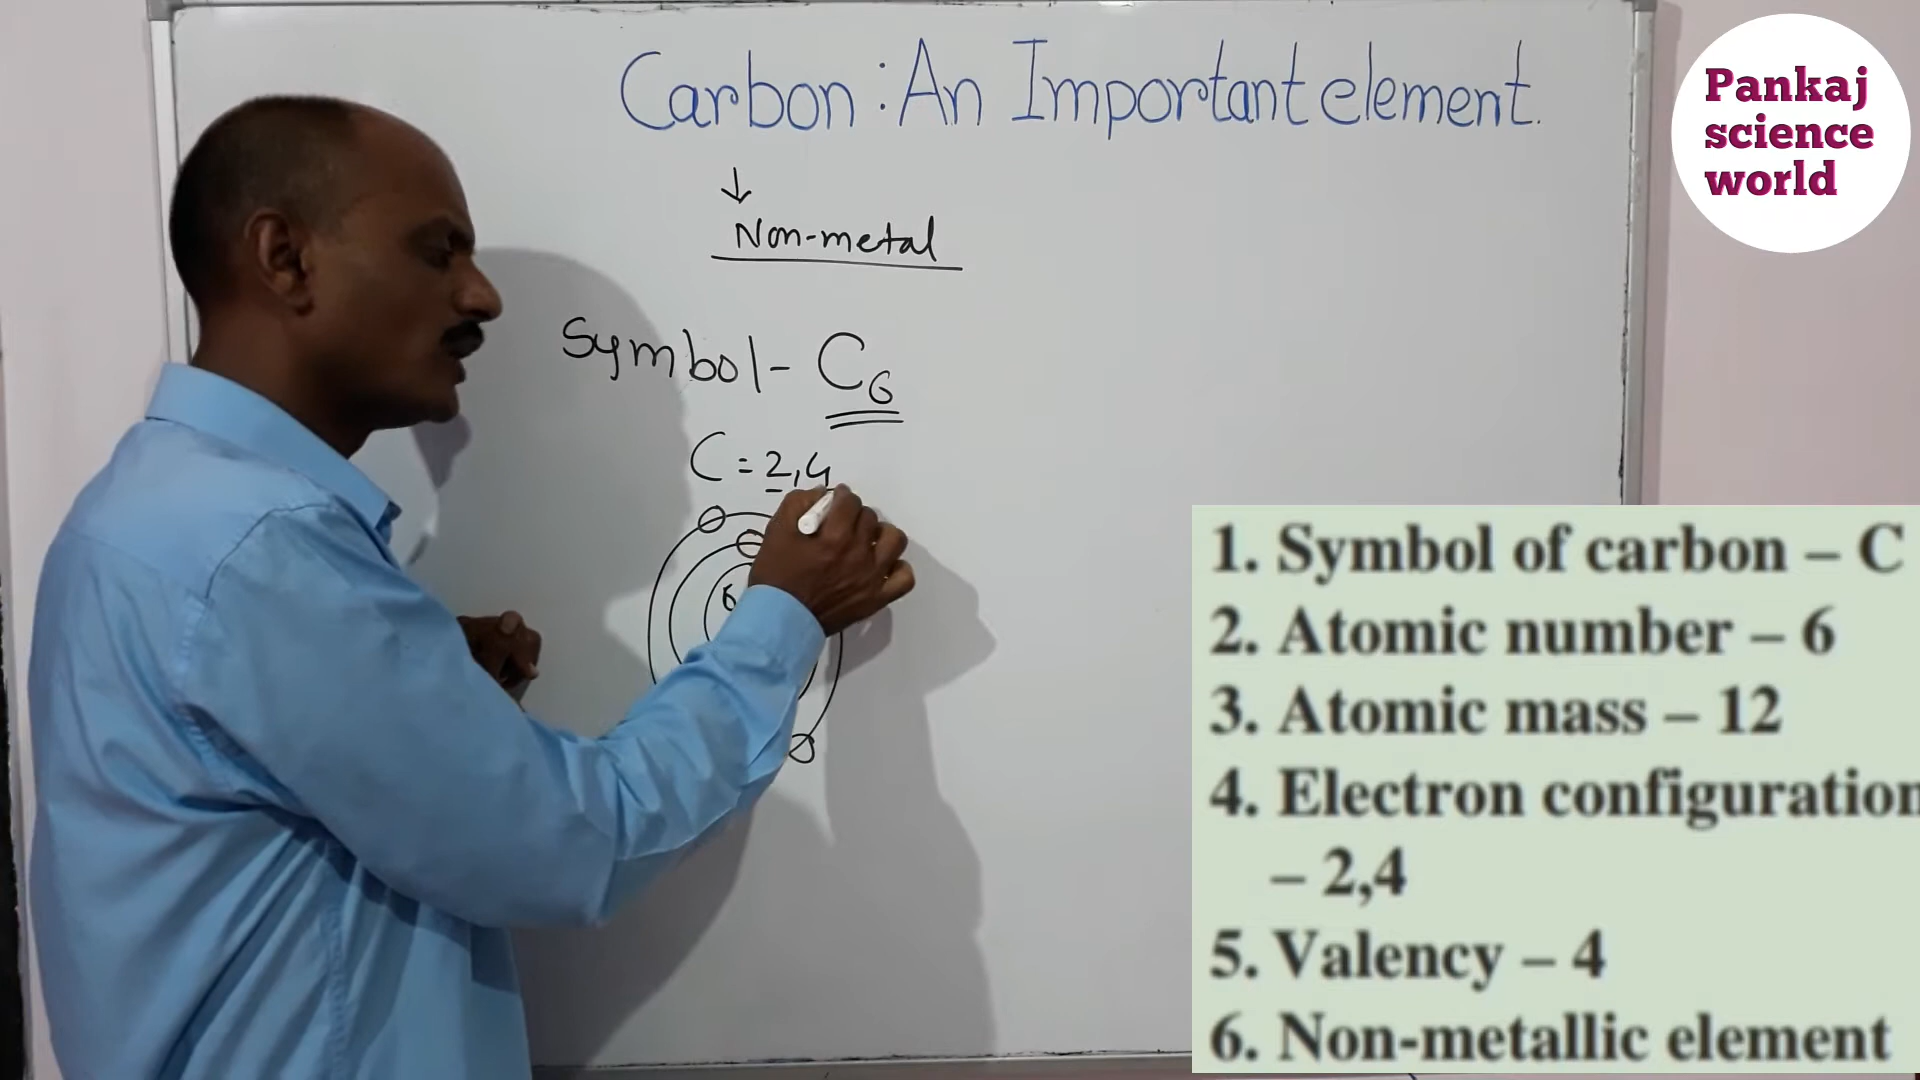 Carbon : An Important element.
Pankaj
science
world
↓
Non-metal
Symbol - C6
C = 2,4
6
1. Symbol of carbon – C
2. Atomic number – 6
3. Atomic mass – 12
4. Electron configuration
– 2,4
5. Valency – 4
6. Non-metallic element